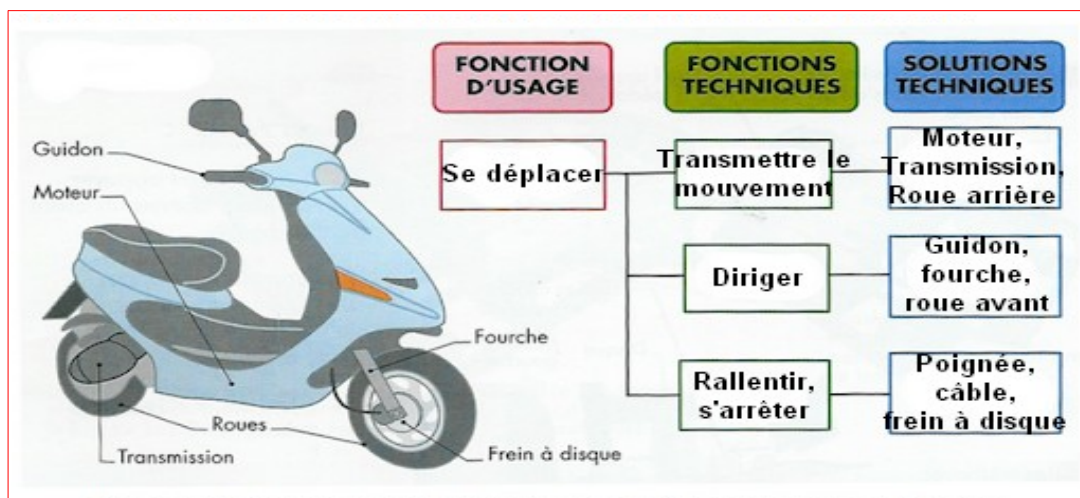 Guidon
Moteur
Fourche
Roues
Transmission
Frein à disque
FONCTION
D'USAGE
FONCTIONS
TECHNIQUES
SOLUTIONS
TECHNIQUES
Se déplacer
Transmettre le
mouvement
Moteur,
Transmission,
Roue arrière
Diriger
Guidon,
fourche,
roue avant
Rallentir,
s'arrêter
Poignée,
câble,
frein à disque